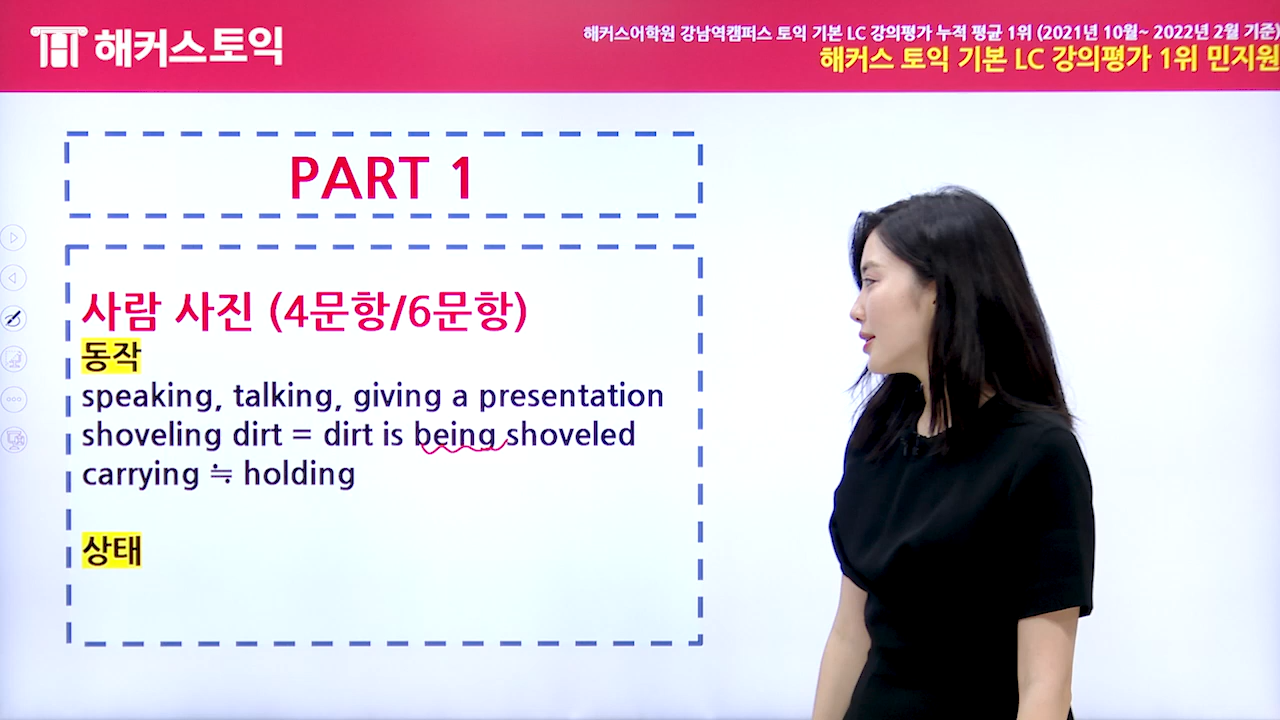 해커스토익
해커스어학원 강남역캠퍼스 토익 기본 LC 강의평가 누적 평균 1위 (2021년 10월~ 2022년 2월 기준)
해커스 토익 기본 LC 강의평가 1위 민지원
PART 1
사람 사진 (4문항/6문항)
동작
speaking, talking, giving a presentation
shoveling dirt = dirt is being shoveled
carrying ≒ holding
상태